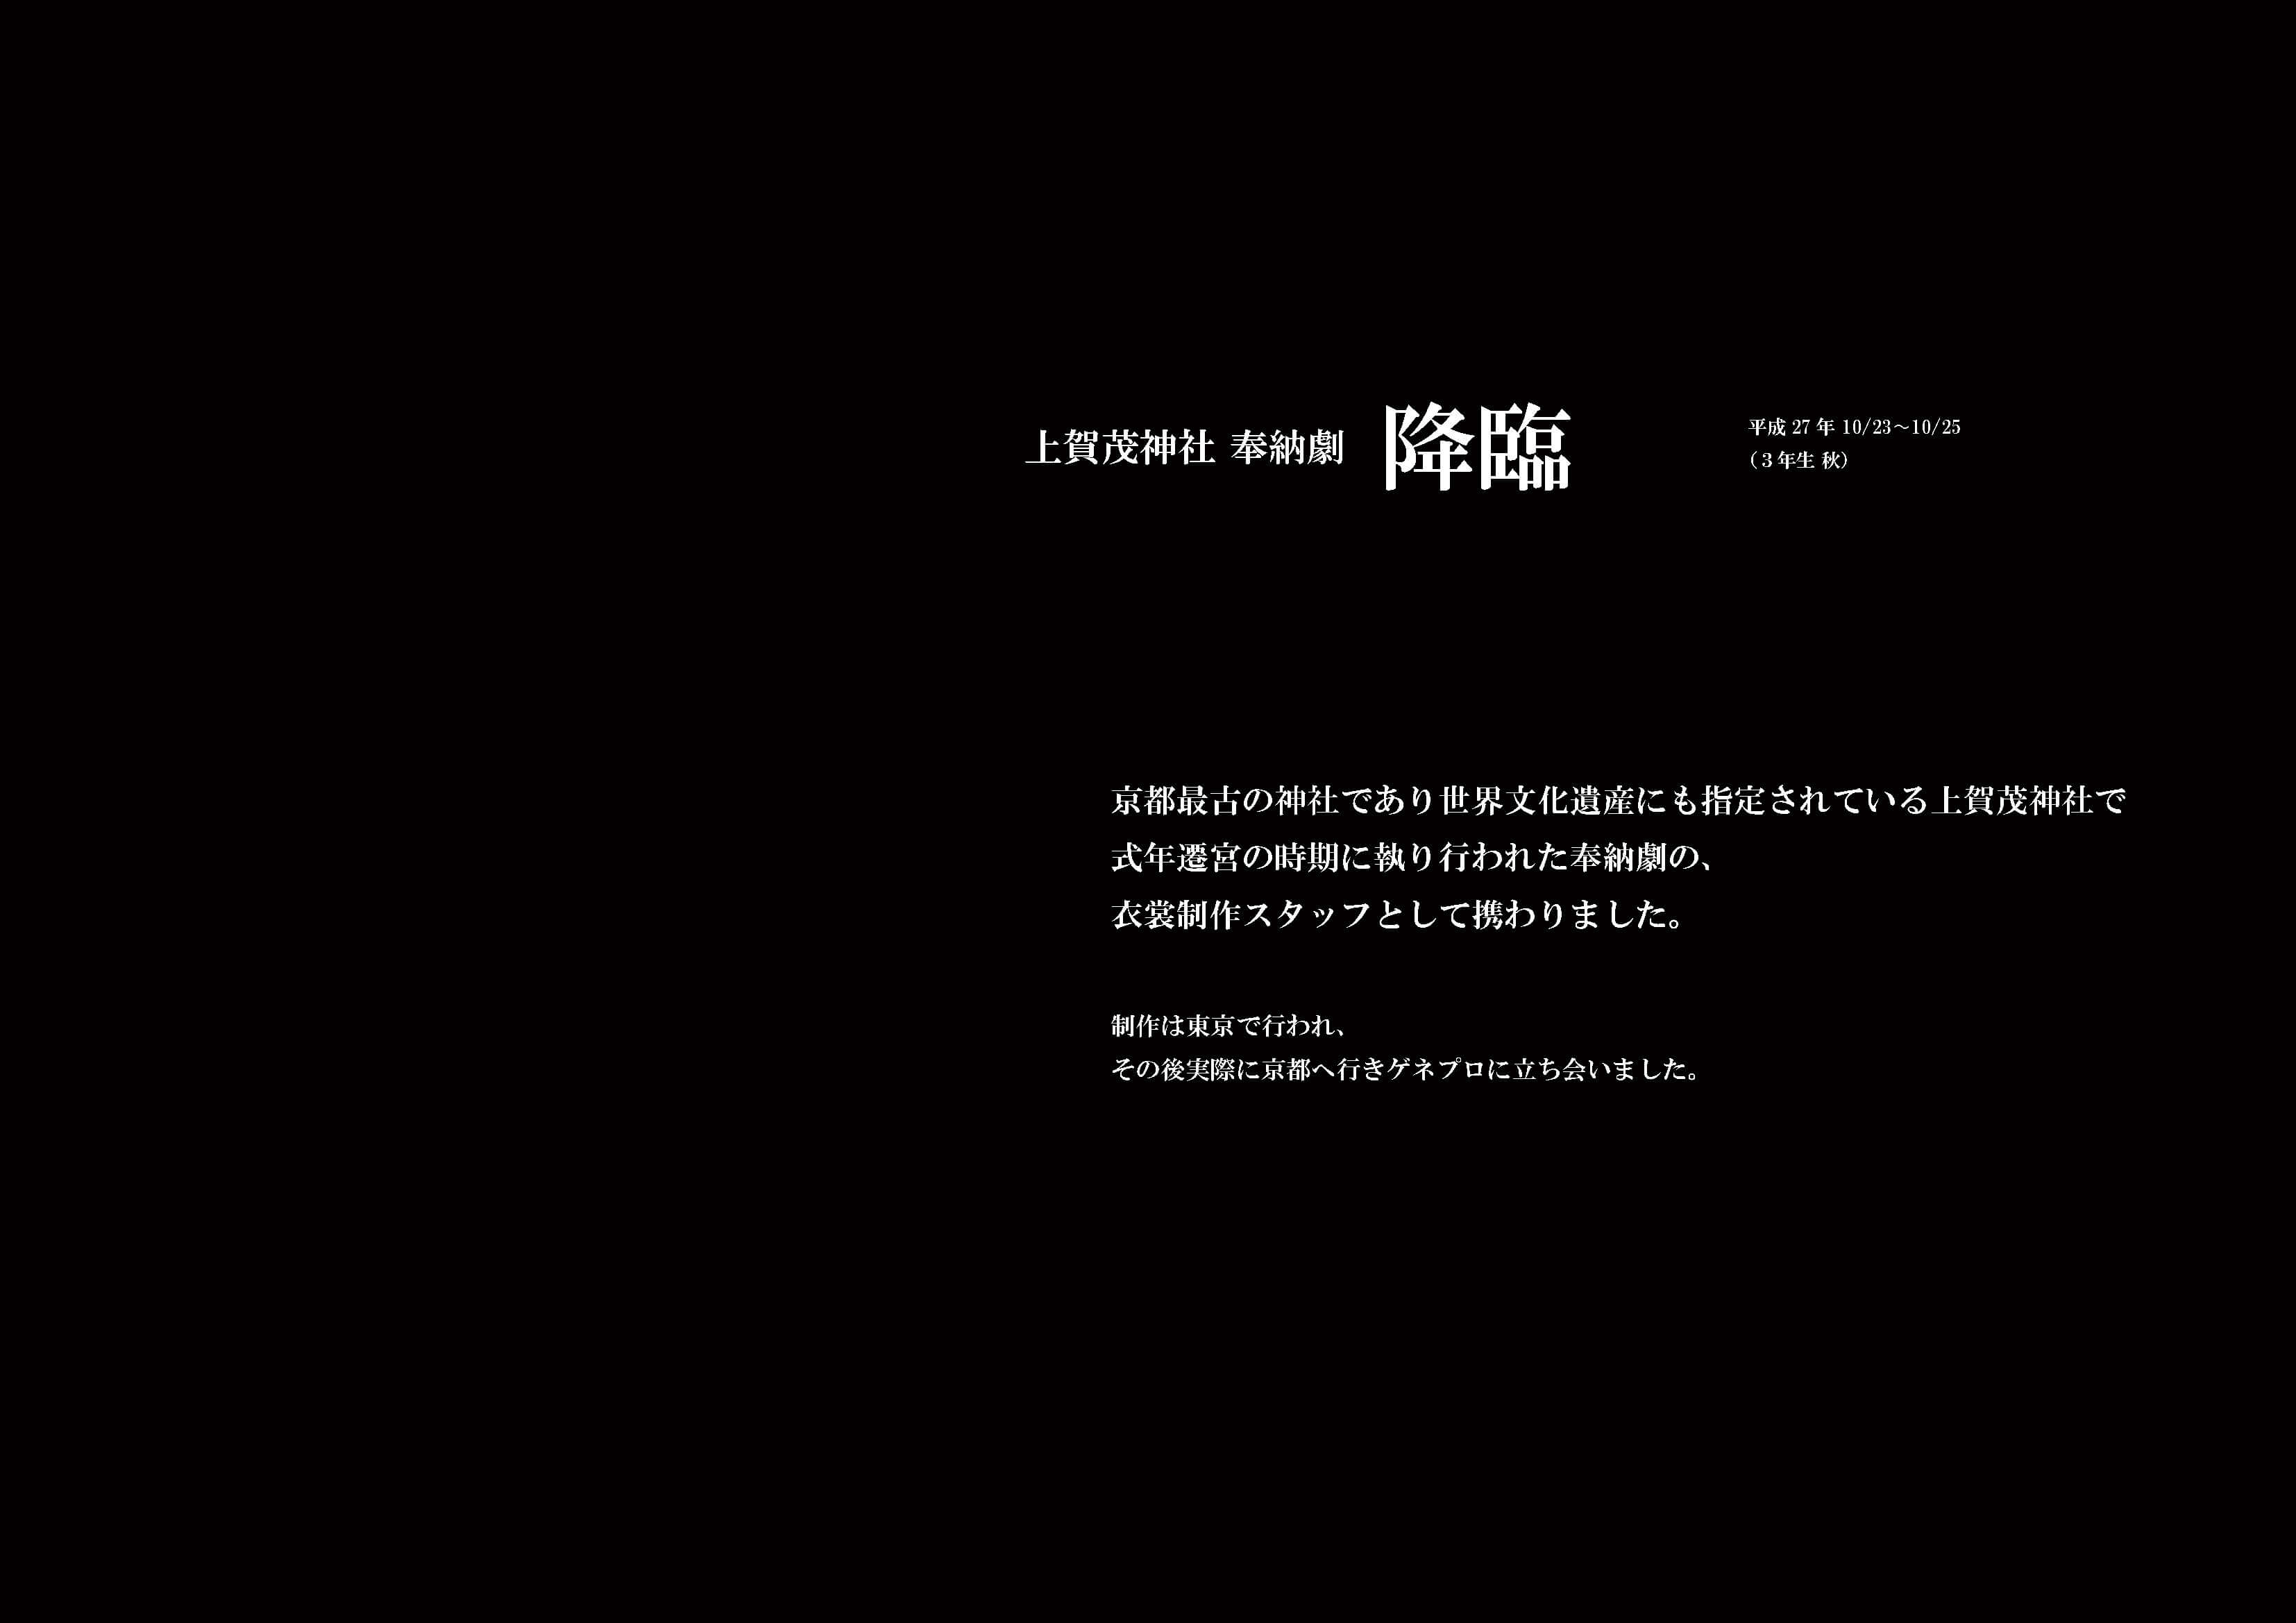 上賀茂神社 奉納劇 降臨
平成 27 年 10/23〜10/25
（３年生 秋）
京都最古の神社であり世界文化遺産にも指定されている上賀茂神社で
式年遷宮の時期に執り行われた奉納劇の、
衣裳制作スタッフとして携わりました。
制作は東京で行われ、
その後実際に京都へ行きゲネプロに立ち会いました。